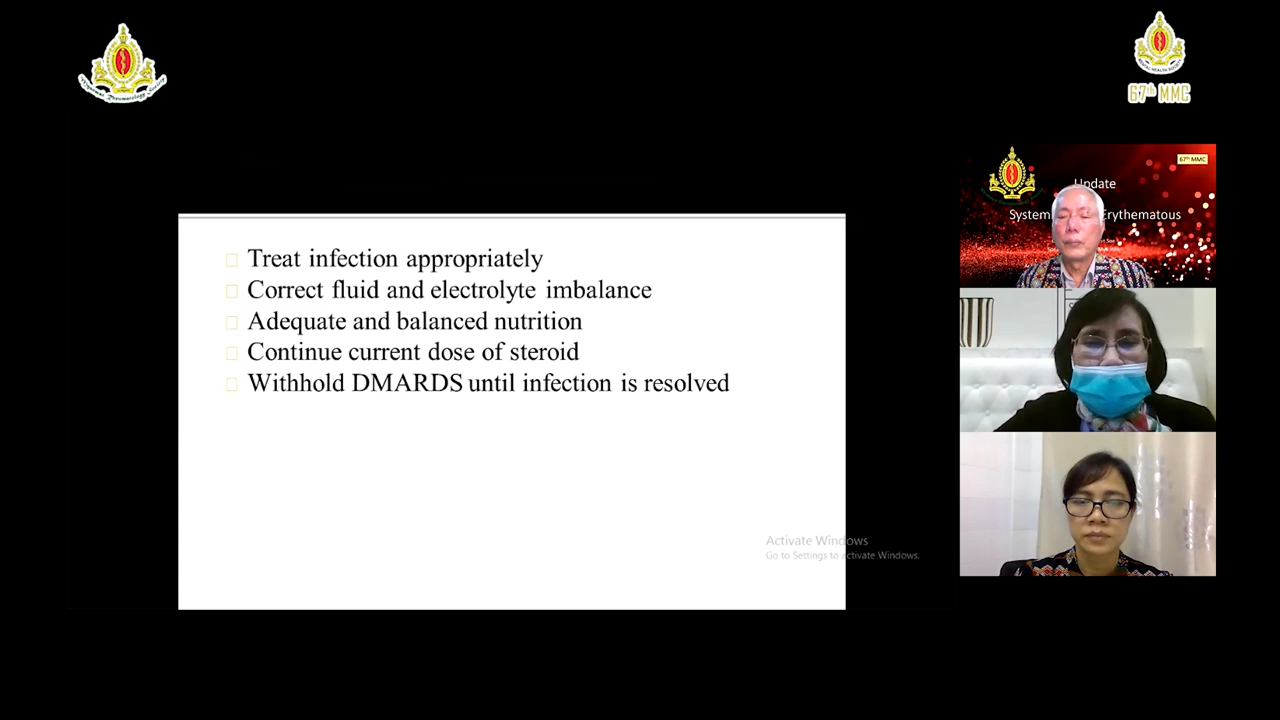 67th MMC
67th MMC
Update
Erythematous
Treat infection appropriately
Correct fluid and electrolyte imbalance
Adequate and balanced nutrition
Continue current dose of steroid
Withhold DMARDS until infection is resolved
Activate Windows
Go to Settings to activate Windows.